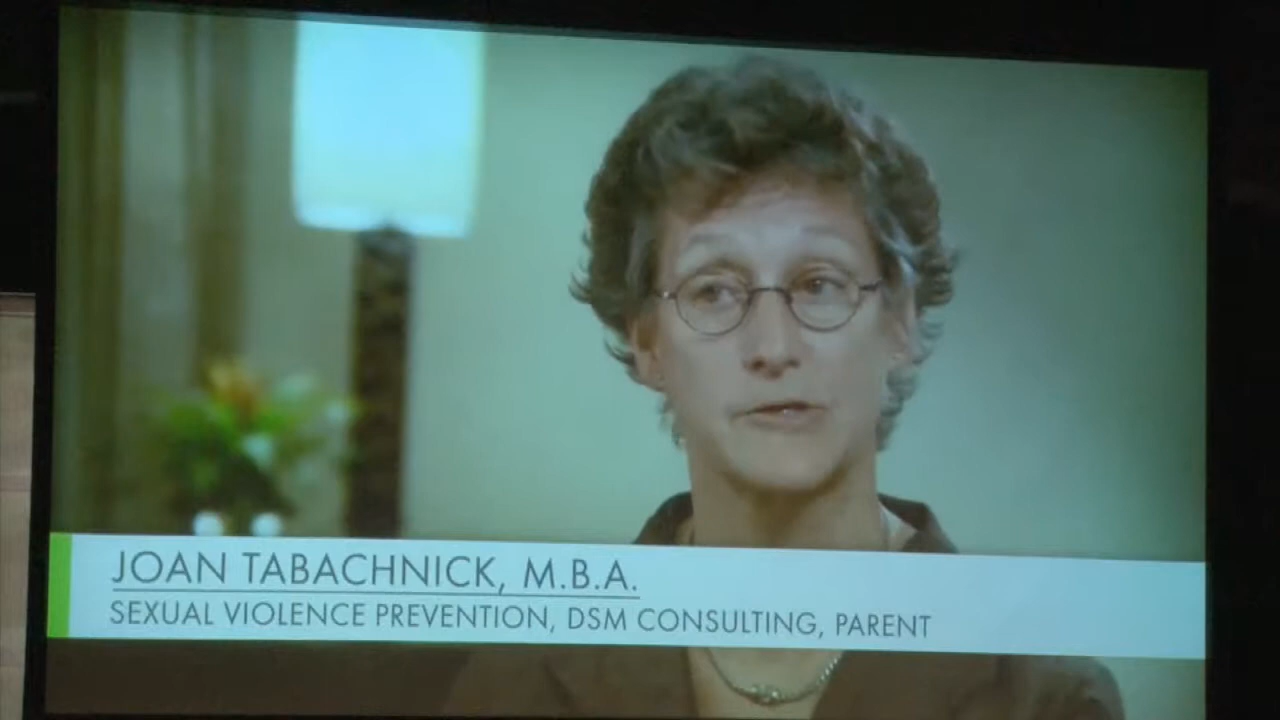 JOAN TABACHNICK, M.B.A.
SEXUAL VIOLENCE PREVENTION, DSM CONSULTING, PARENT